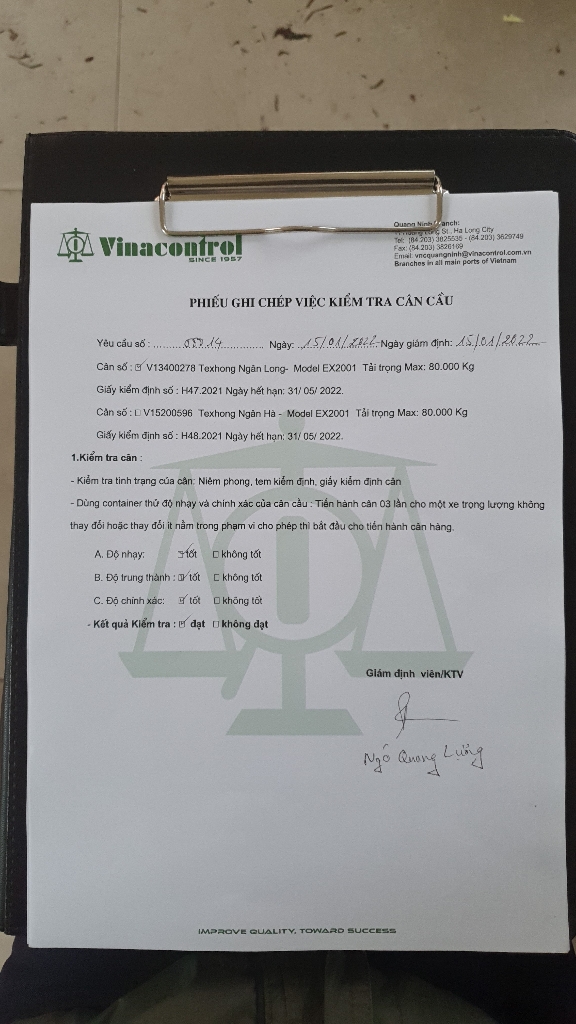 Vinacontrol
SINCE 1957
Quang Ninh Branch:
St., Ha Long City
Tel: (84.203) 3825535 - (84.203) 3629749
Fax: (84.203) 3826169
Email: vncquangninh@vinacontrol.com.vn
Branches in all main ports of Vietnam
PHIẾU GHI CHÉP VIỆC KIỂM TRA CÂN CẦU
Yêu cầu số : ............... Ngày: 15/01/2022 Ngày giám định: 15/01/2022
Cân số : ☑ V13400278 Texhong Ngân Long- Model EX2001 Tải trọng Max: 80.000 Kg
Giấy kiểm định số : H47.2021 Ngày hết hạn: 31/ 05/ 2022.
Cân số : ☐ V15200596 Texhong Ngân Hà - Model EX2001 Tải trọng Max: 80.000 Kg
Giấy kiểm định số : H48.2021 Ngày hết hạn: 31/ 05/ 2022.
1.Kiểm tra cân :
- Kiểm tra tình trạng của cân: Niêm phong, tem kiểm định, giấy kiểm định cân
- Dùng container thử độ nhạy và chính xác của cân cầu : Tiến hành cân 03 lần cho một xe trọng lượng không
thay đổi hoặc thay đổi ít nằm trong phạm vi cho phép thì bắt đầu cho tiến hành cân hàng.
A. Độ nhạy: ☑ tốt ☐ không tốt
B. Độ trung thành : ☑ tốt ☐ không tốt
C. Độ chính xác: ☑ tốt ☐ không tốt
- Kết quả Kiểm tra : ☑ đạt ☐ không đạt
Giám định viên/KTV
Ngô Quang Lượng
IMPROVE QUALITY, TOWARD SUCCESS